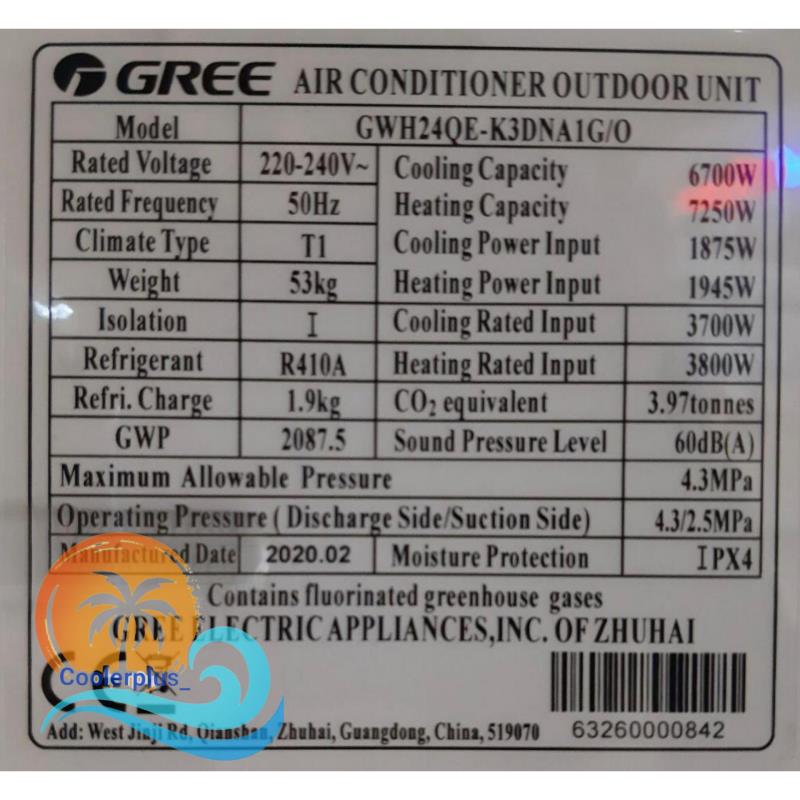 GREE AIR CONDITIONER OUTDOOR UNIT
Model GWH24QE-K3DNA1G/O
Rated Voltage 220-240V~ Cooling Capacity 6700W
Rated Frequency 50Hz Heating Capacity 7250W
Climate Type T1 Cooling Power Input 1875W
Weight 53kg Heating Power Input 1945W
Isolation I Cooling Rated Input 3700W
Refrigerant R410A Heating Rated Input 3800W
Refri. Charge 1.9kg CO₂ equivalent 3.97tonnes
GWP 2087.5 Sound Pressure Level 60dB(A)
Maximum Allowable Pressure 4.3MPa
Operating Pressure ( Discharge Side/Suction Side) 4.3/2.5MPa
Manufactured Date 2020.02 Moisture Protection IPX4
Contains fluorinated greenhouse gases
GREE ELECTRIC APPLIANCES,INC. OF ZHUHAI
CE
Coolerplus_
Add: West Jinji Rd, Qianshan, Zhuhai, Guangdong, China, 519070 63260000842